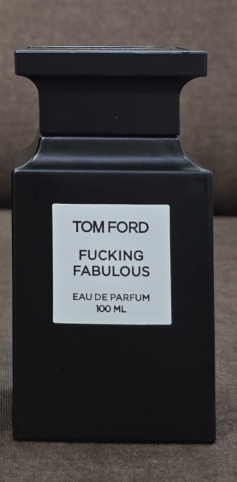 TOM FORD
FUCKING
FABULOUS
EAU DE PARFUM
100 ML